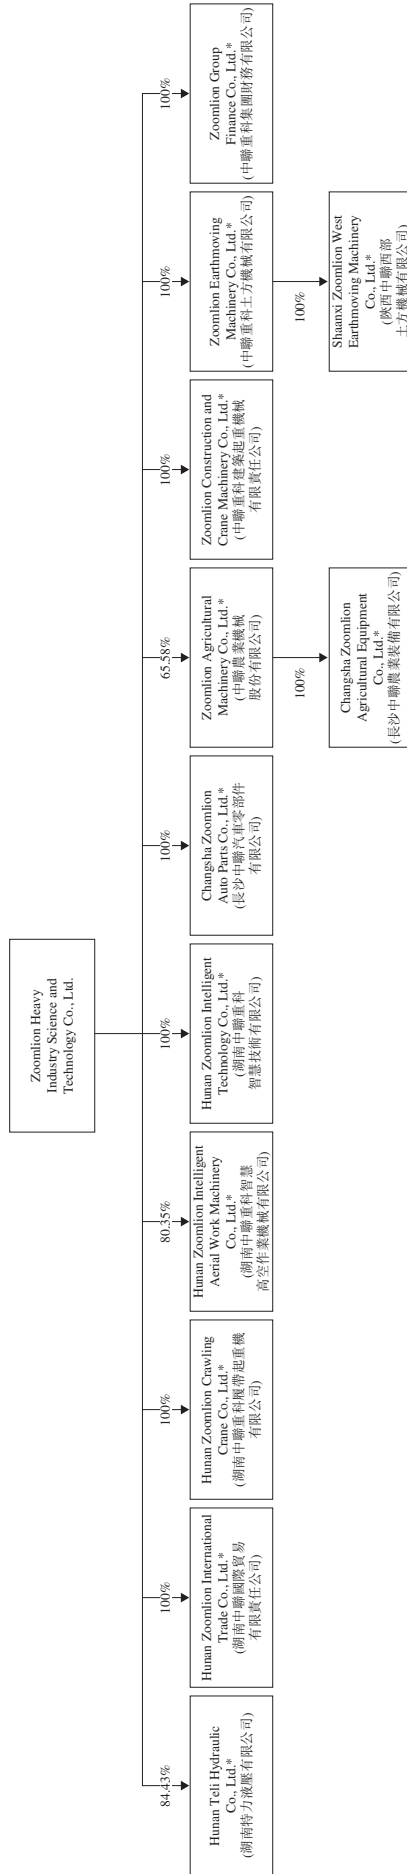 Zoomlion Heavy
Industry Science and
Technology Co., Ltd.
84.43%
100%
100%
80.35%
100%
100%
65.58%
100%
100%
100%
Hunan Teli Hydraulic
Co., Ltd.*
(湖南特力液壓有限公司)
Hunan Zoomlion International
Trade Co., Ltd.*
(湖南中聯國際貿易
有限責任公司)
Hunan Zoomlion Crawling
Crane Co., Ltd.*
(湖南中聯重科履帶起重機
有限公司)
Hunan Zoomlion Intelligent
Aerial Work Machinery
Co., Ltd.*
(湖南中聯重科智慧
高空作業機械有限公司)
Hunan Zoomlion Intelligent
Technology Co., Ltd.*
(湖南中聯重科
智慧技術有限公司)
Changsha Zoomlion
Auto Parts Co., Ltd.*
(長沙中聯汽車零部件
有限公司)
Zoomlion Agricultural
Machinery Co., Ltd.*
(中聯農業機械
股份有限公司)
Zoomlion Construction and
Crane Machinery Co., Ltd.*
(中聯重科建築起重機械
有限責任公司)
Zoomlion Earthmoving
Machinery Co., Ltd.*
(中聯重科土方機械有限公司)
Zoomlion Group
Finance Co., Ltd.*
(中聯重科集團財務有限公司)
100%
100%
Changsha Zoomlion
Agricultural Equipment
Co., Ltd.*
(長沙中聯農業裝備有限公司)
Shaanxi Zoomlion West
Earthmoving Machinery
Co., Ltd.*
(陝西中聯西部
土方機械有限公司)